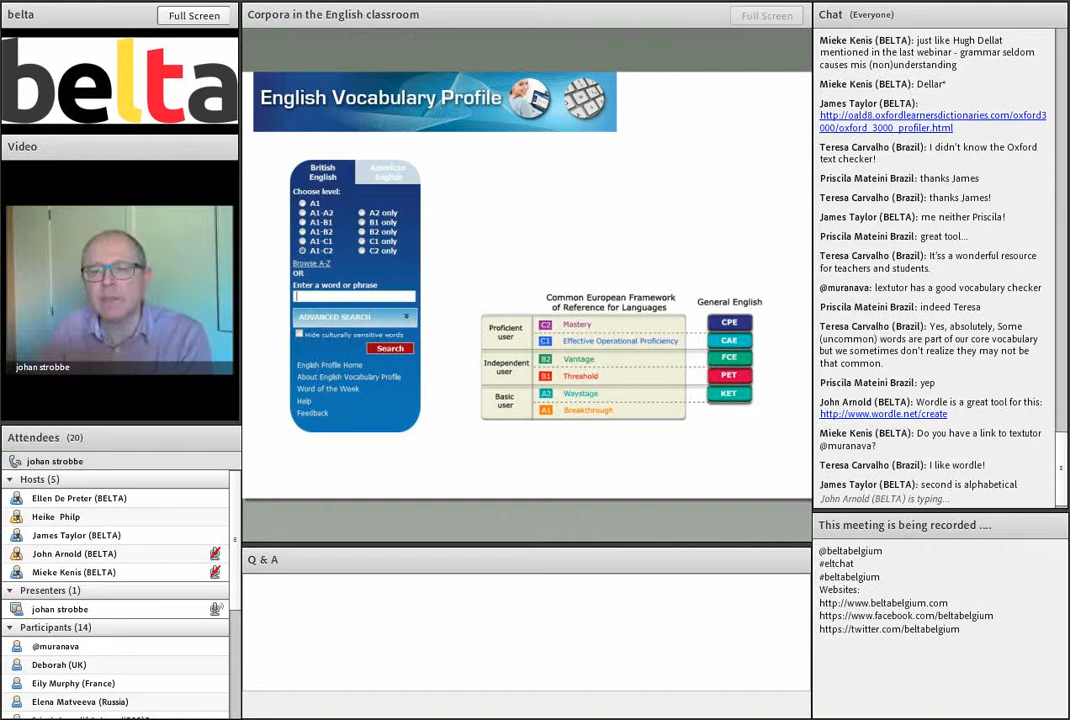 belta
Full Screen
belta
Video
johan strobbe
Attendees (20)
johan strobbe
Hosts (5)
Ellen De Preter (BELTA)
Heike Philp
James Taylor (BELTA)
John Arnold (BELTA)
Mieke Kenis (BELTA)
Presenters (1)
johan strobbe
Participants (14)
@muranava
Deborah (UK)
Eily Murphy (France)
Elena Matveeva (Russia)
Corpora in the English classroom
Full Screen
English Vocabulary Profile
British English
American English
Choose level:
A1
A1-A2 A2 only
A1-B1 B1 only
A1-B2 B2 only
A1-C1 C1 only
A1-C2 C2 only
Browse A-Z
OR
Enter a word or phrase
ADVANCED SEARCH
Hide culturally sensitive words
Search
English Profile Home
About English Vocabulary Profile
Word of the Week
Help
Feedback
Common European Framework
of Reference for Languages
General English
Proficient user
C2 Mastery
CPE
C1 Effective Operational Proficiency
CAE
Independent user
B2 Vantage
FCE
B1 Threshold
PET
Basic user
A2 Waystage
KET
A1 Breakthrough
Q & A
Chat (Everyone)
Mieke Kenis (BELTA): just like Hugh Dellat
mentioned in the last webinar - grammar seldom
causes mis (non)understanding
Mieke Kenis (BELTA): Dellar*
James Taylor (BELTA):
http://oald8.oxfordlearnersdictionaries.com/oxford3
000/oxford_3000_profiler.html
Teresa Carvalho (Brazil): I didn't know the Oxford
text checker!
Priscila Mateini Brazil: thanks James
Teresa Carvalho (Brazil): thanks James!
James Taylor (BELTA): me neither Priscila!
Priscila Mateini Brazil: great tool...
Teresa Carvalho (Brazil): It'ss a wonderful resource
for teachers and students.
@muranava: lextutor has a good vocabulary checker
Priscila Mateini Brazil: indeed Teresa
Teresa Carvalho (Brazil): Yes, absolutely, Some
(uncommon) words are part of our core vocabulary
but we sometimes don't realize they may not be
that common.
Priscila Mateini Brazil: yep
John Arnold (BELTA): Wordle is a great tool for this:
http://www.wordle.net/create
Mieke Kenis (BELTA): Do you have a link to textutor
@muranava?
Teresa Carvalho (Brazil): I like wordle!
James Taylor (BELTA): second is alphabetical
John Arnold (BELTA) is typing...
This meeting is being recorded ....
@beltabelgium
#eltchat
#beltabelgium
Websites:
http://www.beltabelgium.com
https://www.facebook.com/beltabelgium
https://twitter.com/beltabelgium